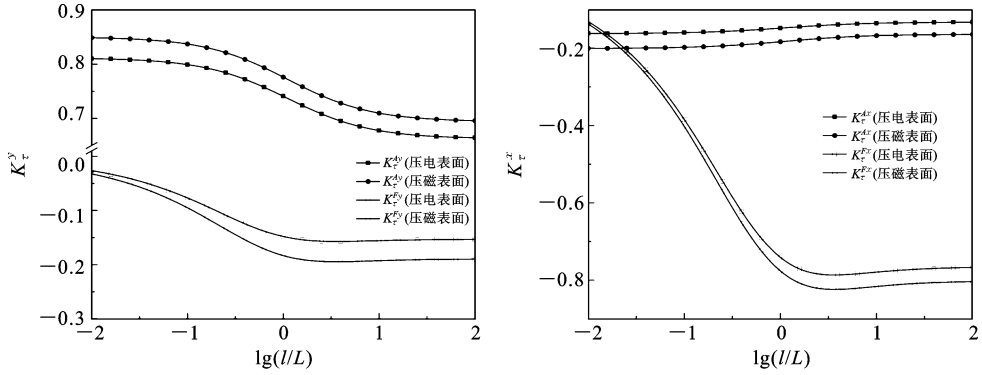 0.9
0.8
0.7
0.0
−0.1
−0.2
−0.3
K_τ^y
K_τ^{Ay}(压电表面)
K_τ^{Ay}(压磁表面)
K_τ^{Fy}(压电表面)
K_τ^{Fy}(压磁表面)
−2 −1 0 1 2
lg(l/L)
−0.2
−0.4
−0.6
−0.8
K_τ^x
K_τ^{Ax}(压电表面)
K_τ^{Ax}(压磁表面)
K_τ^{Fx}(压电表面)
K_τ^{Fx}(压磁表面)
−2 −1 0 1 2
lg(l/L)